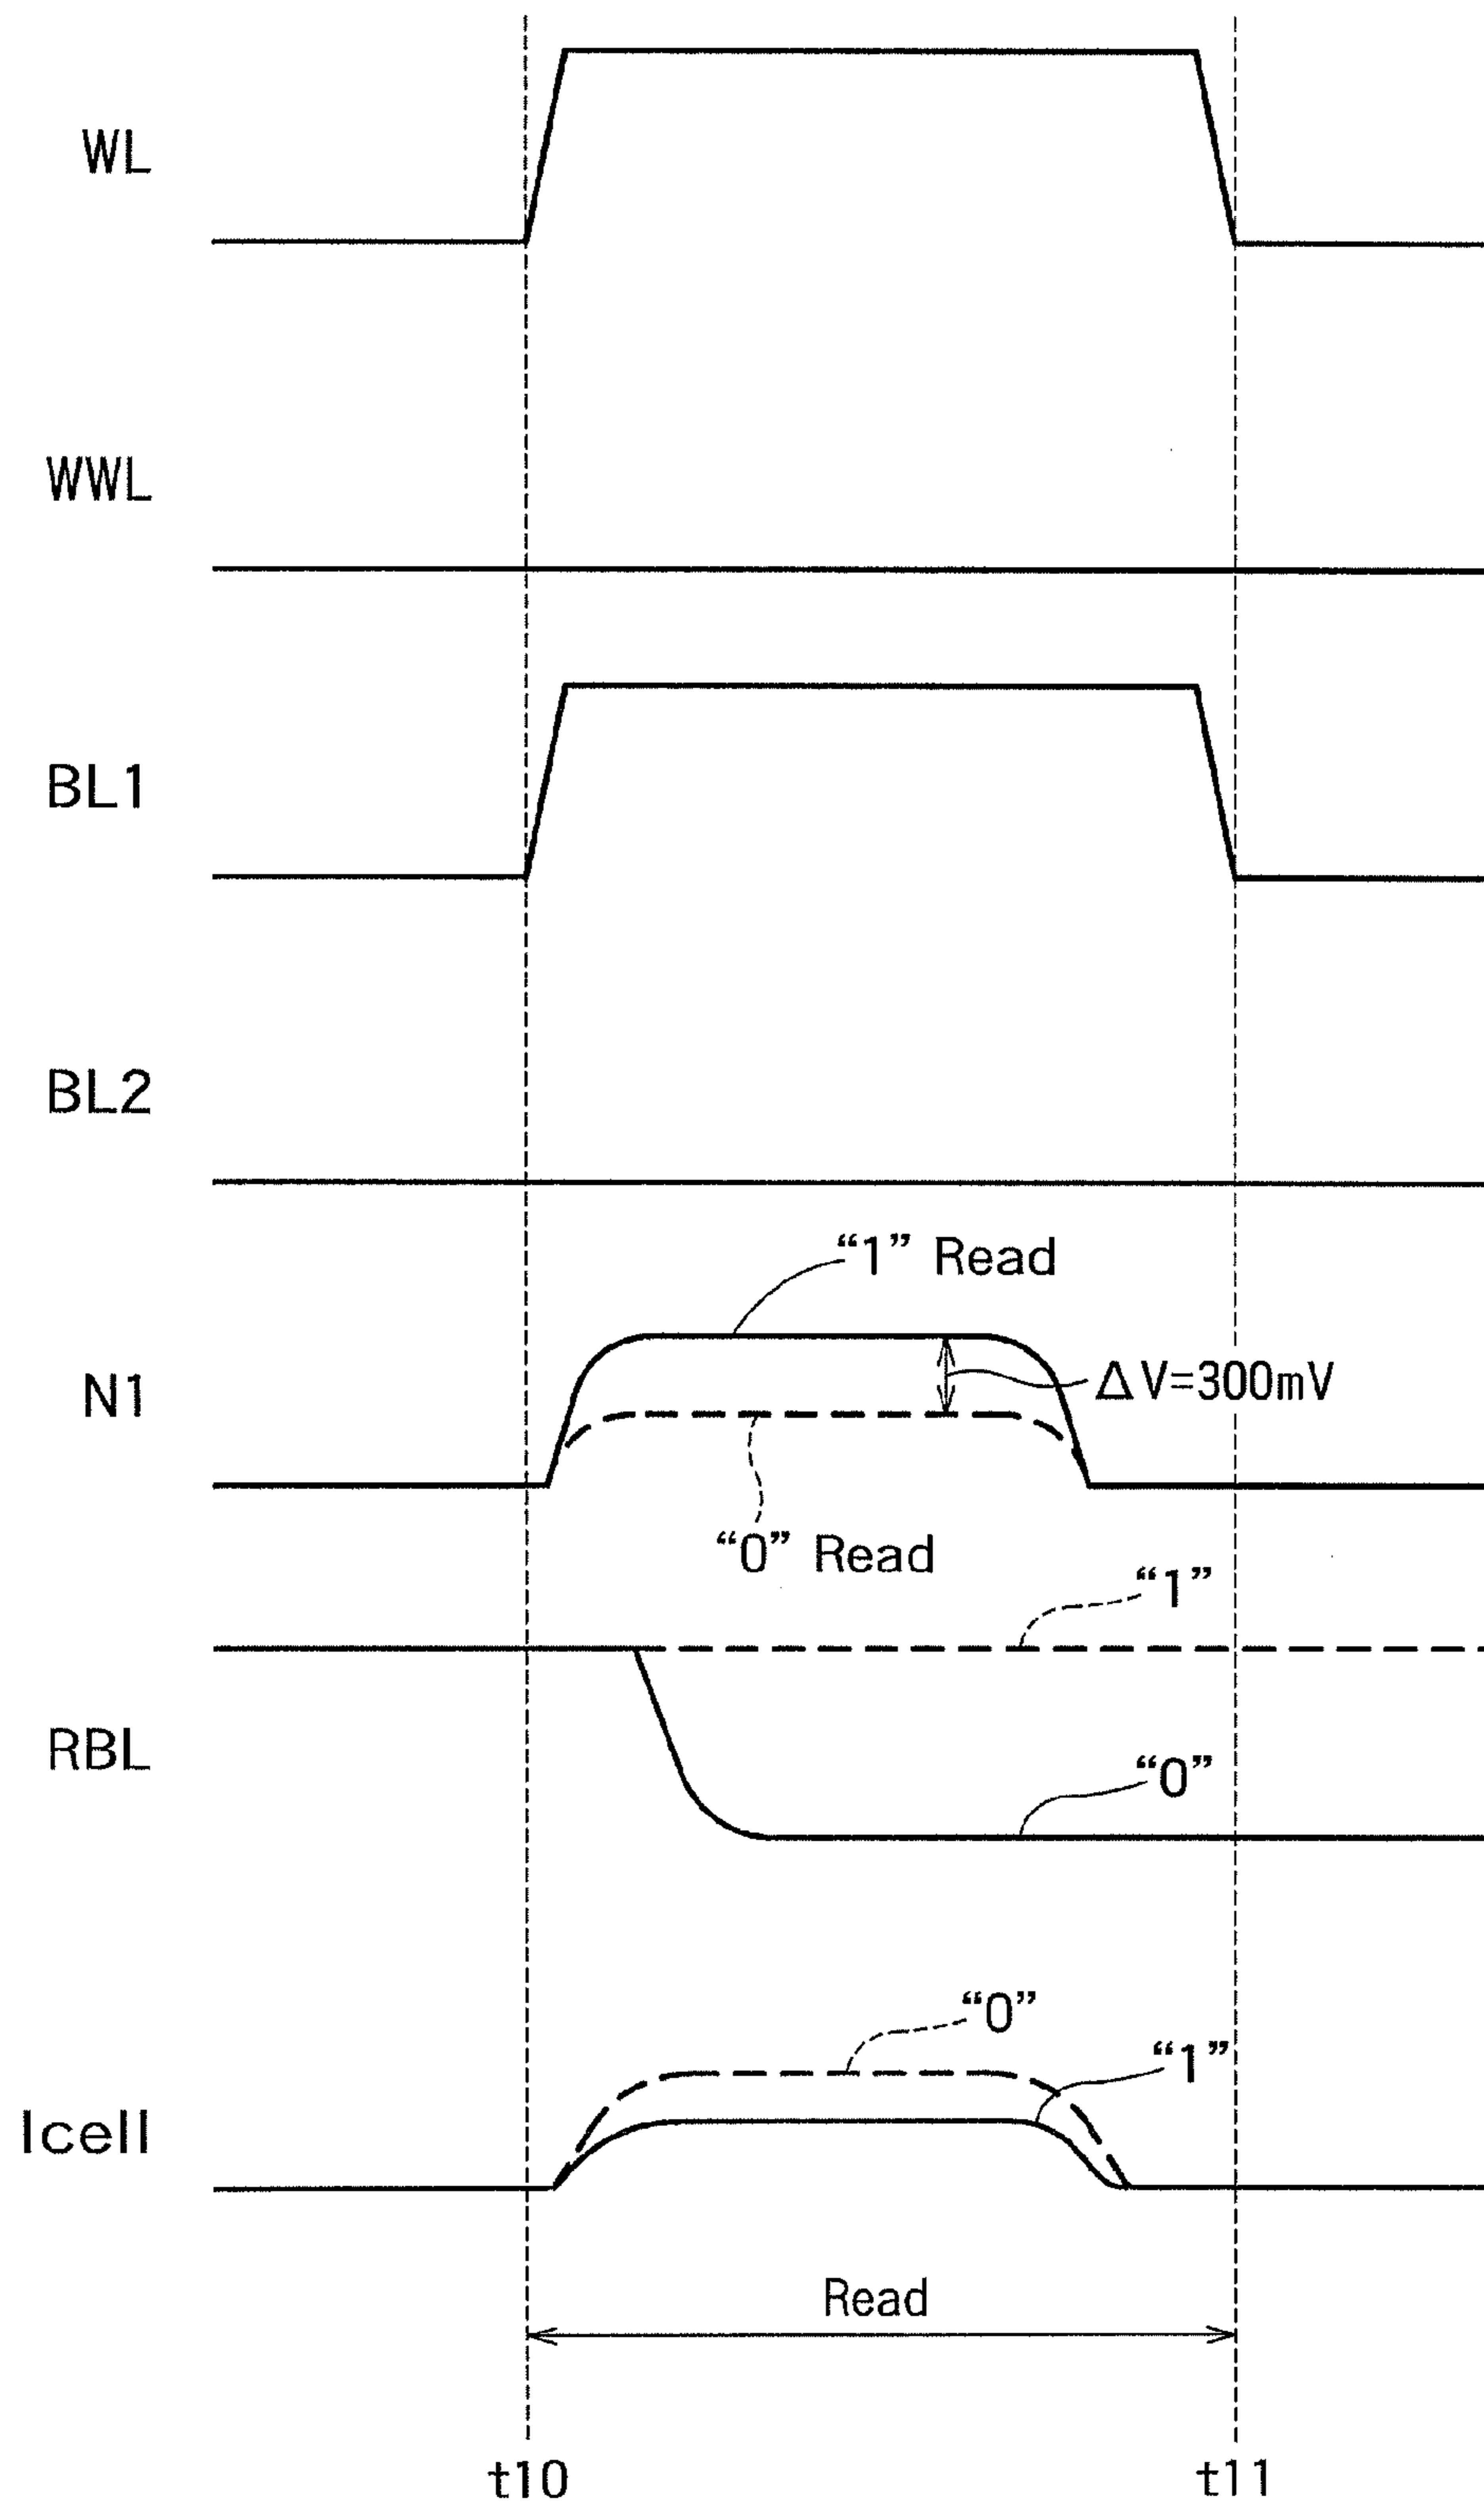 WL
WWL
BL1
BL2
“1” Read
N1
ΔV=300mV
“0” Read
“1”
RBL
“0”
“0”
“1”
Icell
Read
t10
t11